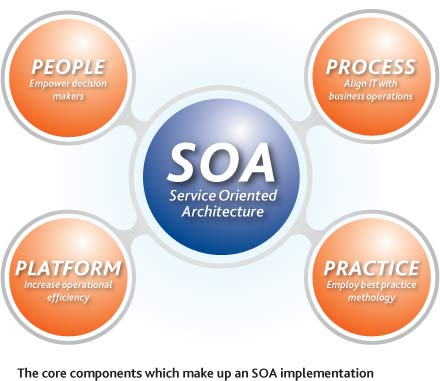 PEOPLE
Empower decision
makers
PROCESS
Align IT with
business operations
SOA
Service Oriented
Architecture
PLATFORM
Increase operational
efficiency
PRACTICE
Employ best practice
methology
The core components which make up an SOA implementation